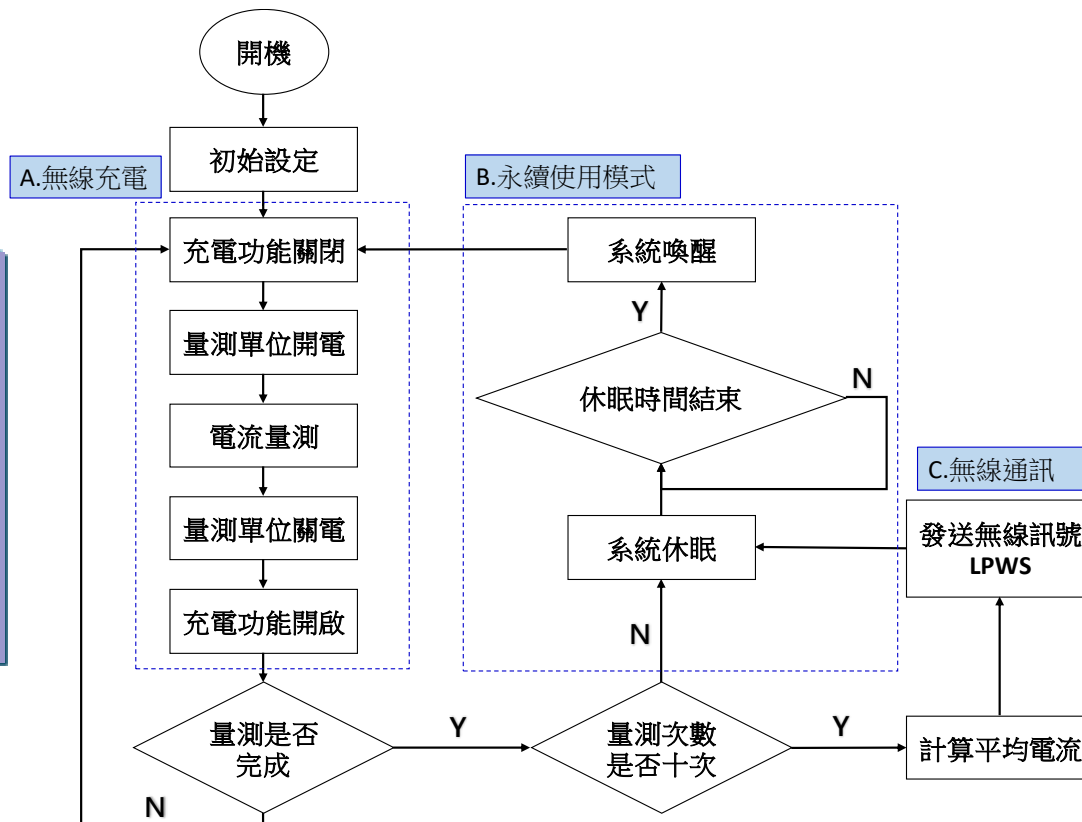 開機
初始設定
A.無線充電
充電功能關閉
量測單位開電
電流量測
量測單位關電
充電功能開啟
量測是否
完成
Y
N
B.永續使用模式
系統喚醒
Y
休眠時間結束
N
系統休眠
N
量測次數
是否十次
Y
C.無線通訊
發送無線訊號
LPWS
計算平均電流